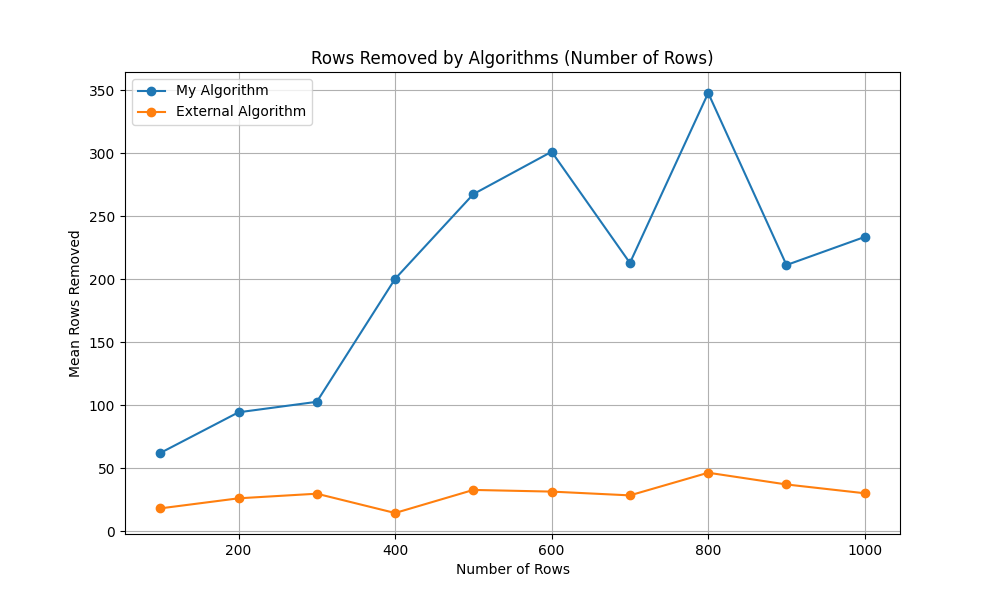 Rows Removed by Algorithms (Number of Rows)
My Algorithm
External Algorithm
Mean Rows Removed
350
300
250
200
150
100
50
0
200 400 600 800 1000
Number of Rows